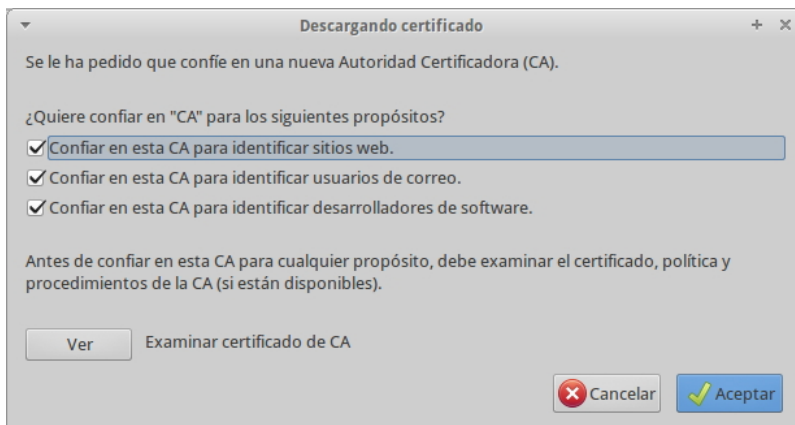 Descargando certificado
Se le ha pedido que confíe en una nueva Autoridad Certificadora (CA).
¿Quiere confiar en "CA" para los siguientes propósitos?
Confiar en esta CA para identificar sitios web.
Confiar en esta CA para identificar usuarios de correo.
Confiar en esta CA para identificar desarrolladores de software.
Antes de confiar en esta CA para cualquier propósito, debe examinar el certificado, política y
procedimientos de la CA (si están disponibles).
Ver Examinar certificado de CA
Cancelar Aceptar